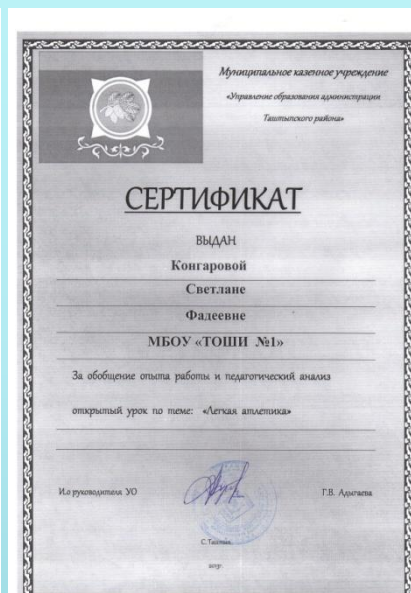 Муниципальное казенное учреждение
«Управление образования администрации
Таштыпского района»
СЕРТИФИКАТ
ВЫДАН
Конгаровой
Светлане
Фадеевне
МБОУ «ТОШИ №1»
За обобщение опыта работы и педагогический анализ
открытый урок по теме: «Легкая атлетика»
И.о руководителя УО
Г.В. Адыгаева